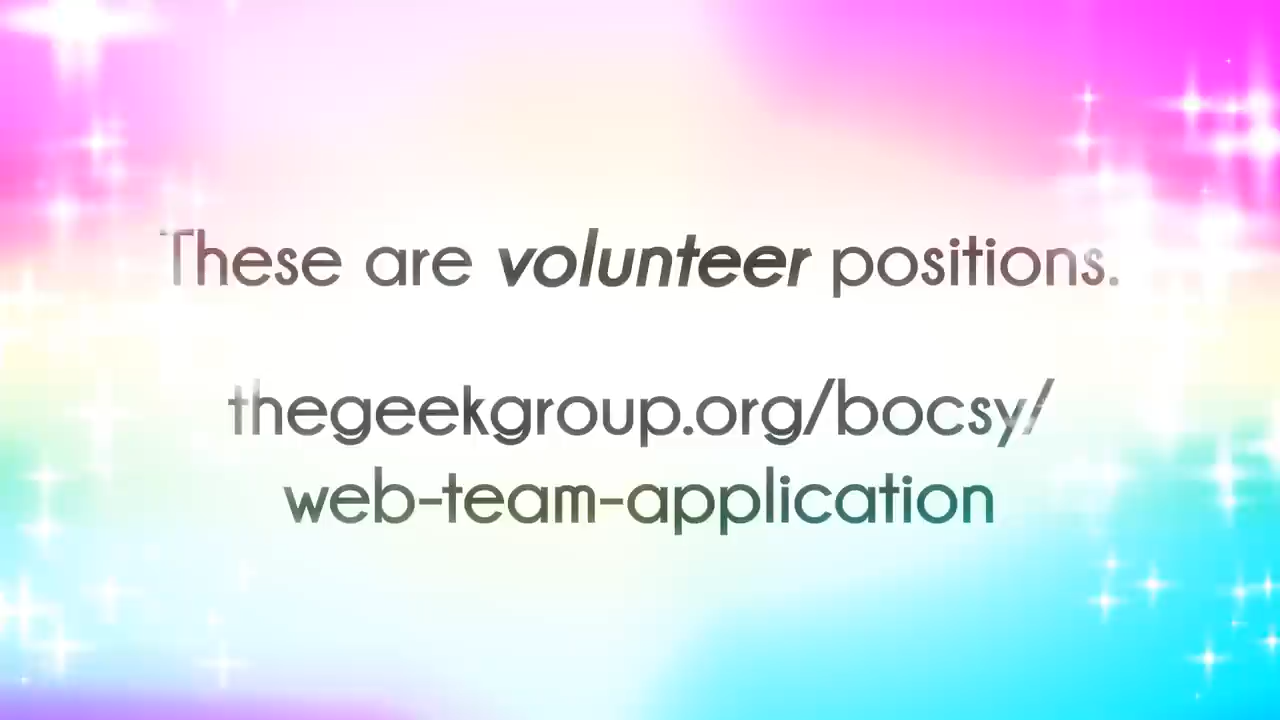 These are volunteer positions.
thegeekgroup.org/bocsy/
web-team-application